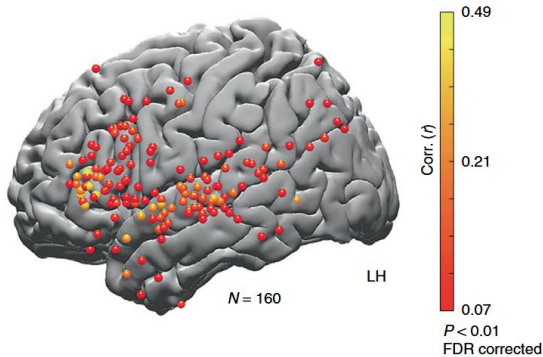 0.49
Corr. (r)
0.21
LH
N = 160
0.07
P < 0.01
FDR corrected